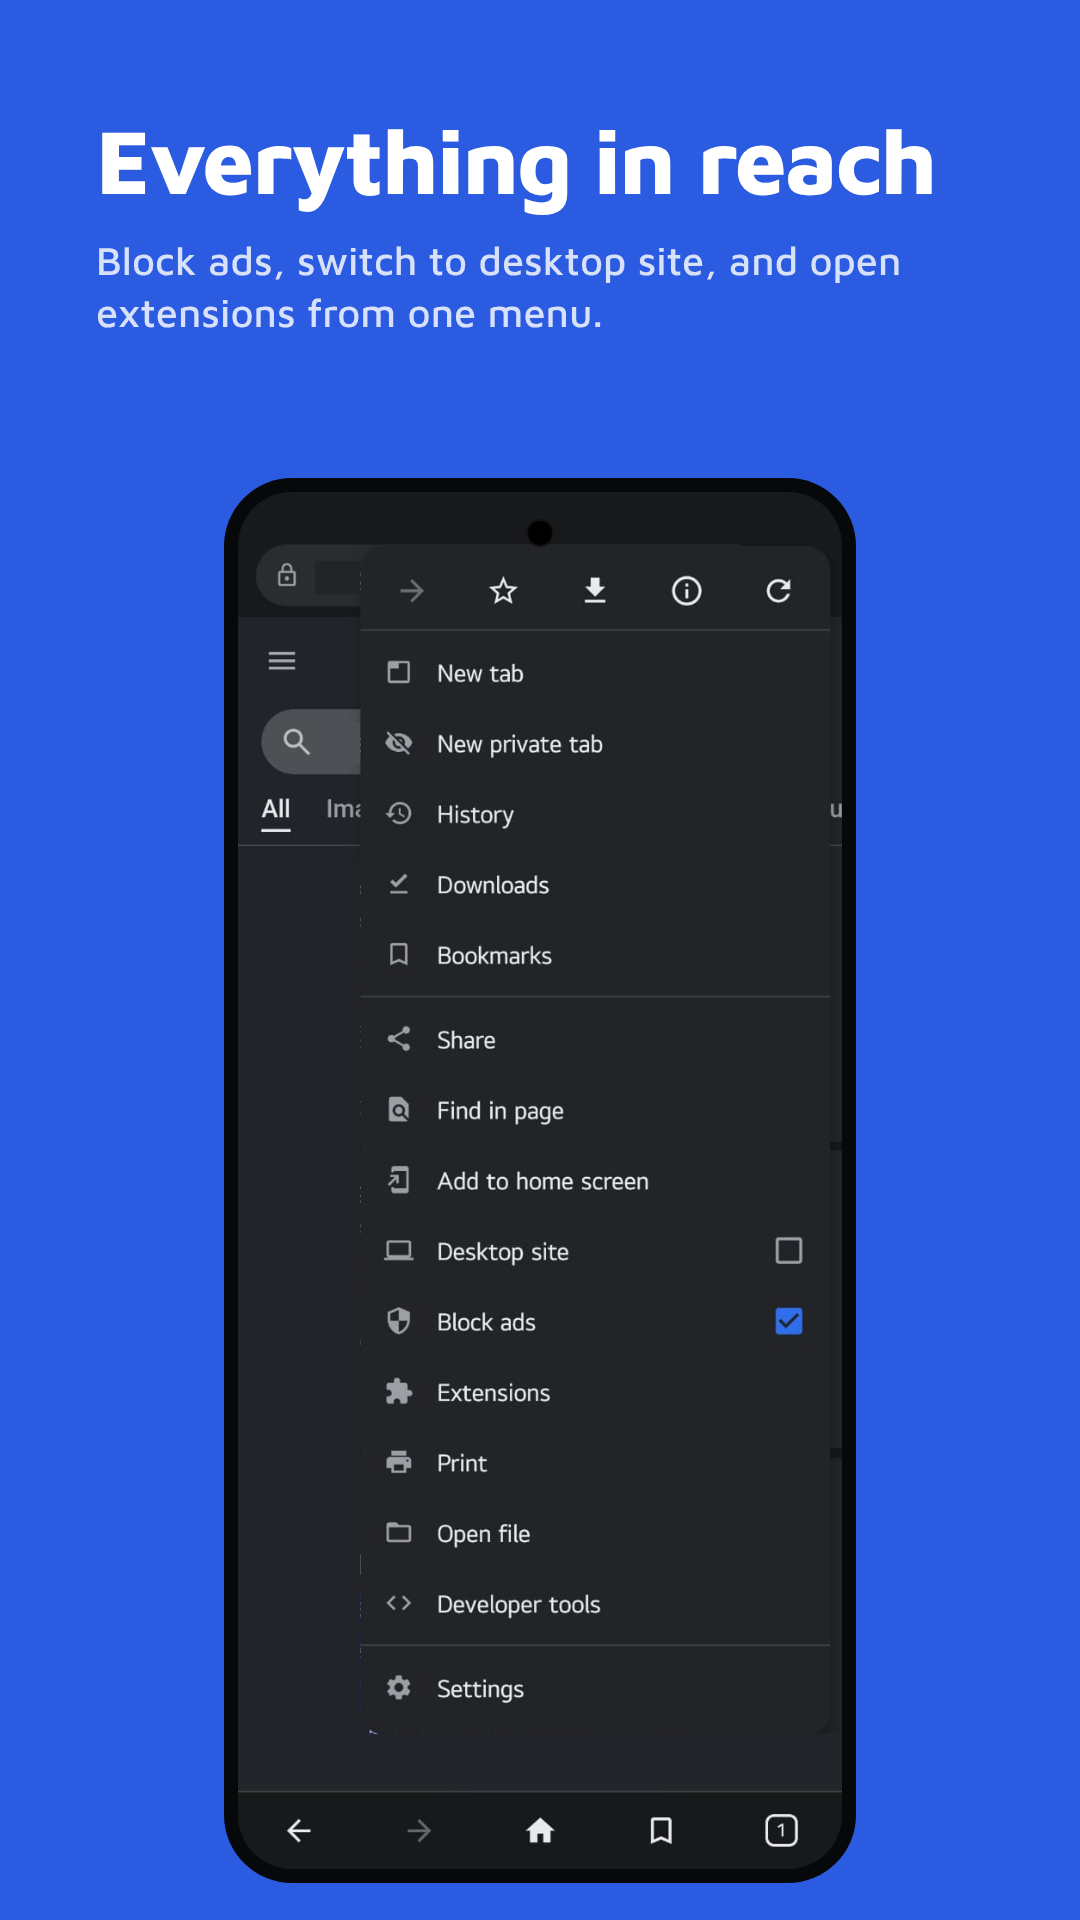 Everything in reach
Block ads, switch to desktop site, and open
extensions from one menu.
New tab
New private tab
All
History
Downloads
Bookmarks
Share
Find in page
Add to home screen
Desktop site
Block ads
Extensions
Print
Open file
Developer tools
Settings
1